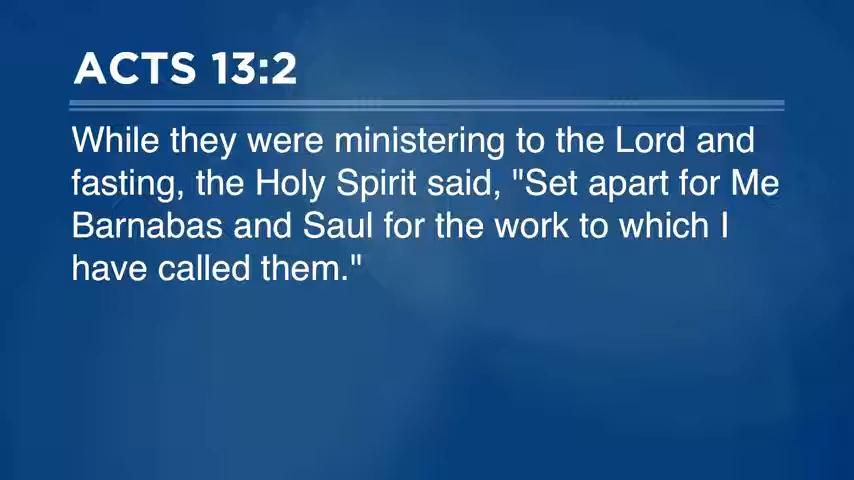 ACTS 13:2
While they were ministering to the Lord and
fasting, the Holy Spirit said, "Set apart for Me
Barnabas and Saul for the work to which I
have called them."